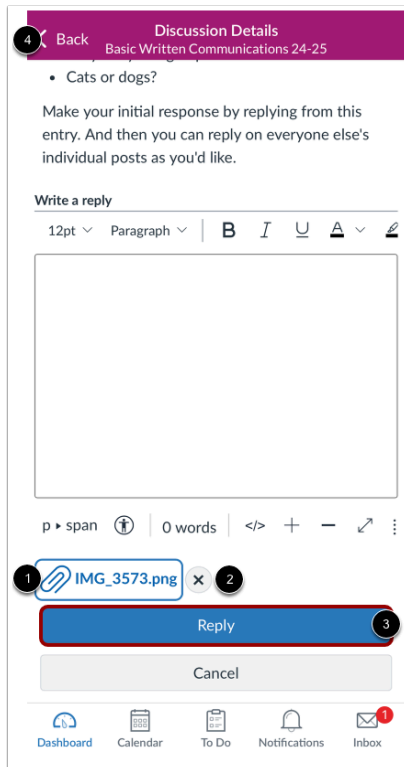 4 Back Discussion Details
Basic Written Communications 24-25
• Cats or dogs?
Make your initial response by replying from this
entry. And then you can reply on everyone else's
individual posts as you'd like.
Write a reply
12pt Paragraph B I U A
p ▸ span 0 words </> + −
1 IMG_3573.png × 2
Reply 3
Cancel
1
Dashboard Calendar To Do Notifications Inbox